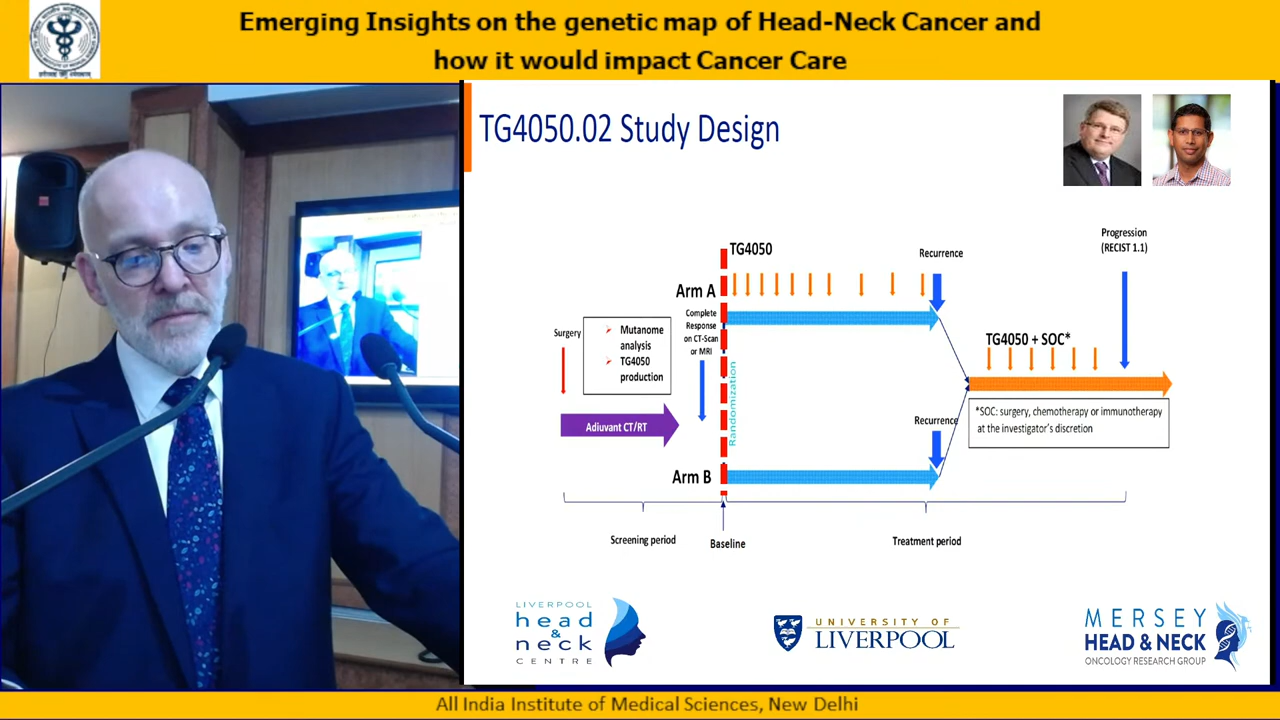 Emerging Insights on the genetic map of Head-Neck Cancer and
how it would impact Cancer Care
TG4050.02 Study Design
TG4050
Arm A
Recurrence
Progression
(RECIST 1.1)
Surgery
Mutanome
analysis
TG4050
production
Complete
Response
on CT-Scan
or MRI
Randomization
TG4050 + SOC*
*SOC: surgery, chemotherapy or immunotherapy
at the investigator's discretion
Adjuvant CT/RT
Recurrence
Arm B
Screening period
Baseline
Treatment period
LIVERPOOL
head
&
neck
CENTRE
UNIVERSITY OF
LIVERPOOL
MERSEY
HEAD & NECK
ONCOLOGY RESEARCH GROUP
All India Institute of Medical Sciences, New Delhi